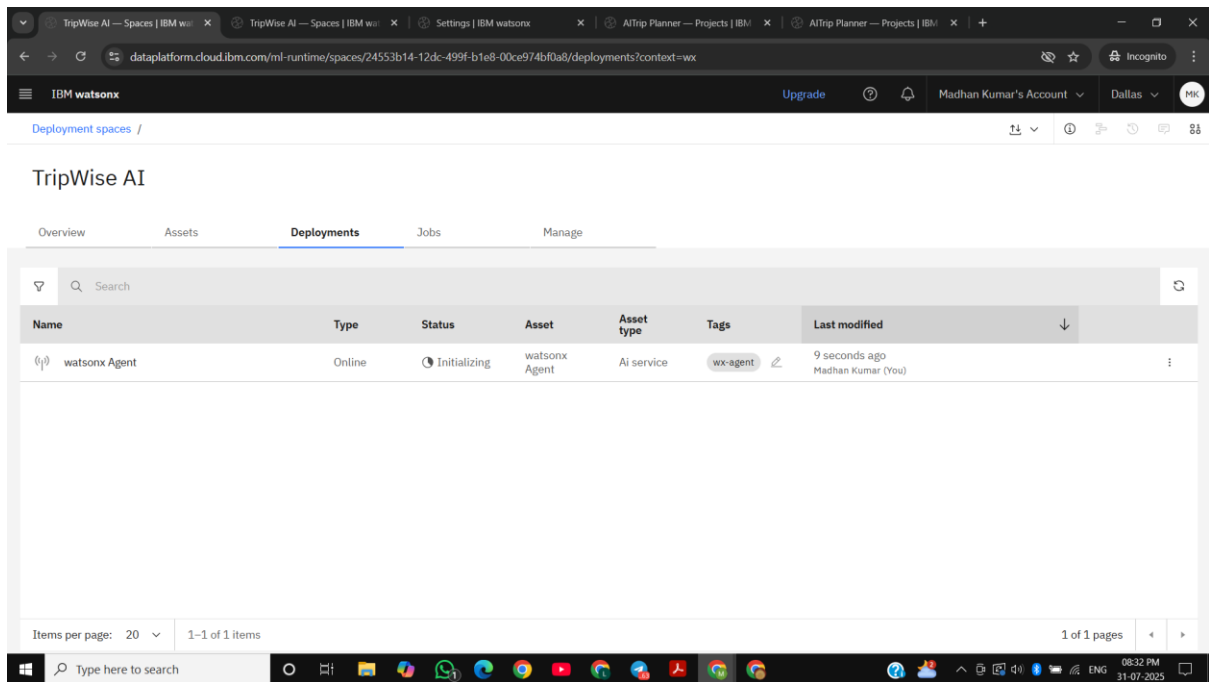 TripWise AI — Spaces | IBM wat
TripWise AI — Spaces | IBM wat
Settings | IBM watsonx
AITrip Planner — Projects | IBM
AITrip Planner — Projects | IBM
dataplatform.cloud.ibm.com/ml-runtime/spaces/24553b14-12dc-499f-b1e8-00ce974bf0a8/deployments?context=wx
Incognito
IBM watsonx
Upgrade
Madhan Kumar's Account
Dallas
MK
Deployment spaces /
TripWise AI
Overview Assets Deployments Jobs Manage
Search
Name Type Status Asset Asset type Tags Last modified
watsonx Agent Online Initializing watsonx Agent Ai service wx-agent 9 seconds ago
Madhan Kumar (You)
Items per page: 20 1–1 of 1 items 1 of 1 pages
Type here to search
ENG
08:32 PM
31-07-2025